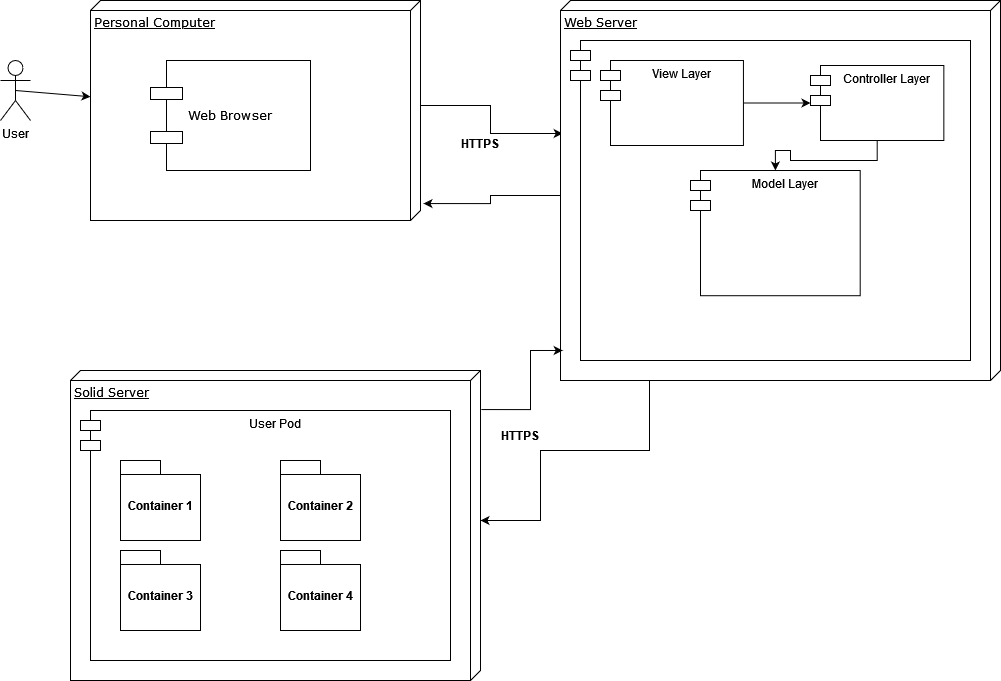 Personal Computer
Web Browser
User
HTTPS
Web Server
View Layer
Controller Layer
Model Layer
Solid Server
User Pod
Container 1
Container 2
Container 3
Container 4
HTTPS